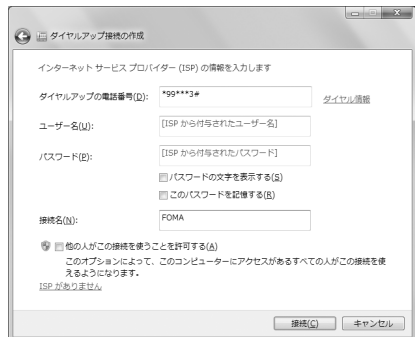 ダイヤルアップ接続の作成
インターネット サービス プロバイダー (ISP) の情報を入力します
ダイヤルアップの電話番号(D): *99***3# ダイヤル情報
ユーザー名(U): [ISP から付与されたユーザー名]
パスワード(P): [ISP から付与されたパスワード]
パスワードの文字を表示する(S)
このパスワードを記憶する(R)
接続名(N): FOMA
他の人がこの接続を使うことを許可する(A)
このオプションによって、このコンピューターにアクセスがあるすべての人がこの接続を使
えるようになります。
ISP がありません
接続(C) キャンセル